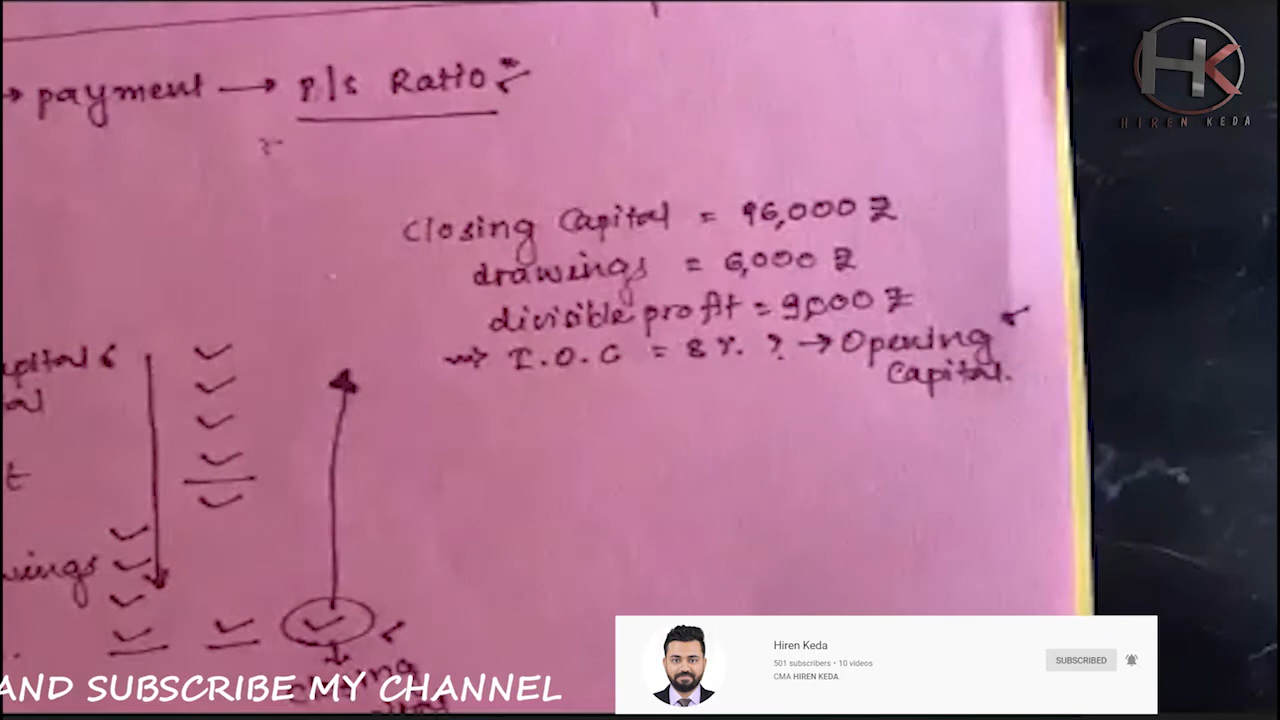 → payment → P/S Ratio
Closing Capital = 96,000 ₹
drawings = 6,000 ₹
divisible profit = 9,000 ₹
⇝ I.O.C = 8 %. ? → Opening
Capital.
HK
HIREN KEDA
Hiren Keda
501 subscribers • 10 videos
CMA HIREN KEDA.
SUBSCRIBED
AND SUBSCRIBE MY CHANNEL